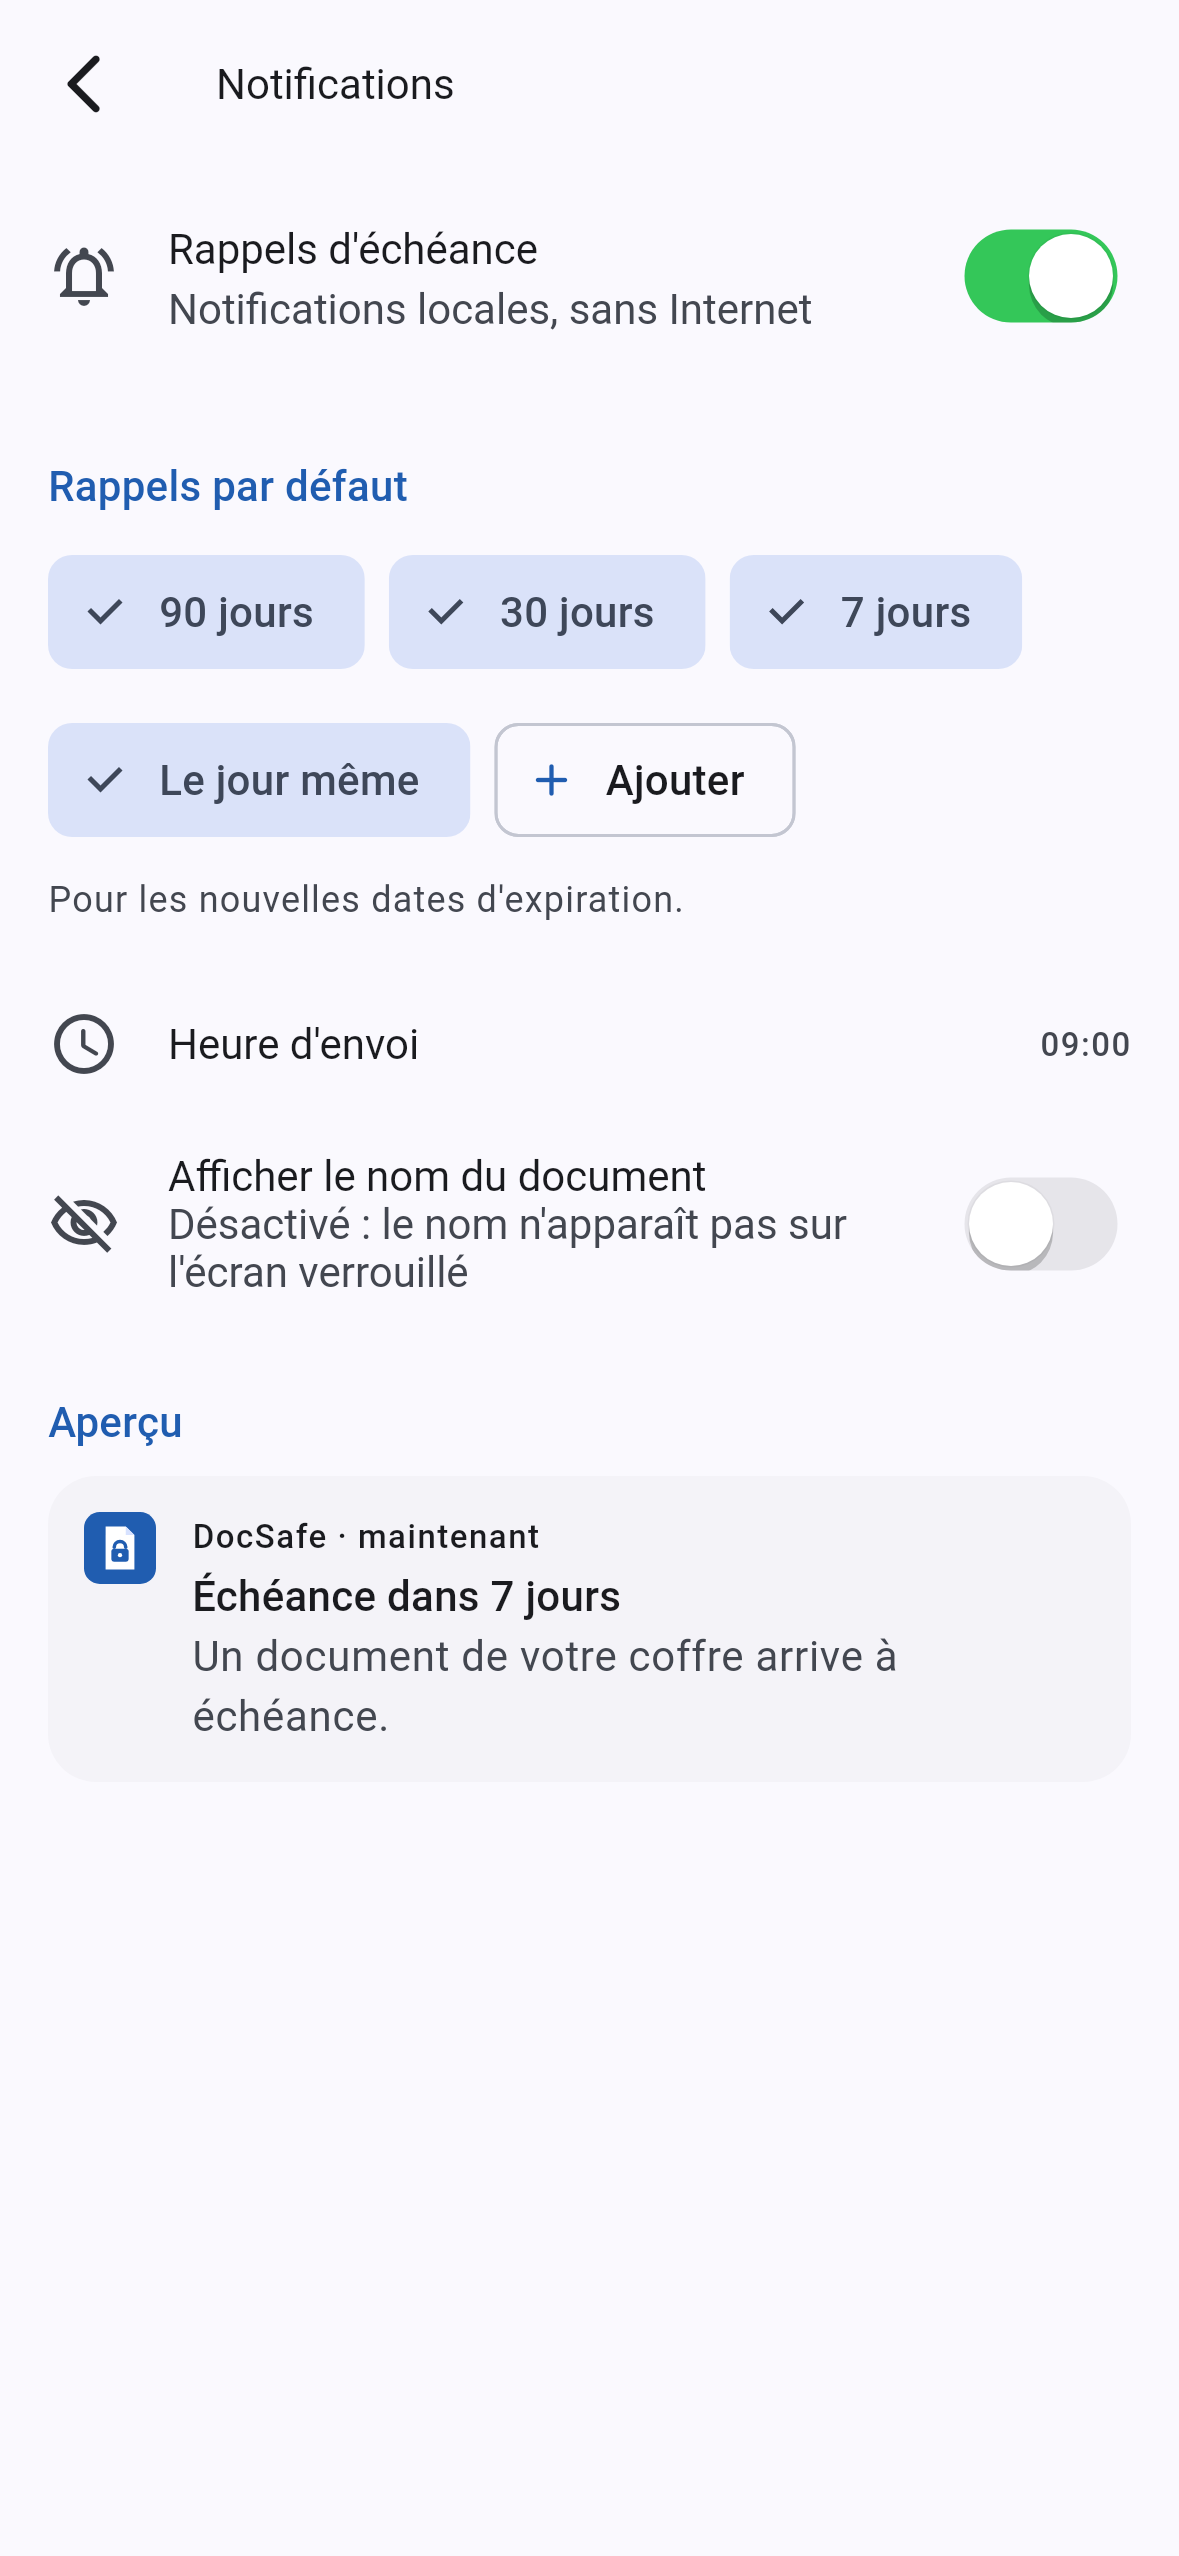 Notifications
Rappels d'échéance
Notifications locales, sans Internet
Rappels par défaut
90 jours
30 jours
7 jours
Le jour même
Ajouter
Pour les nouvelles dates d'expiration.
Heure d'envoi
09:00
Afficher le nom du document
Désactivé : le nom n'apparaît pas sur
l'écran verrouillé
Aperçu
DocSafe · maintenant
Échéance dans 7 jours
Un document de votre coffre arrive à
échéance.